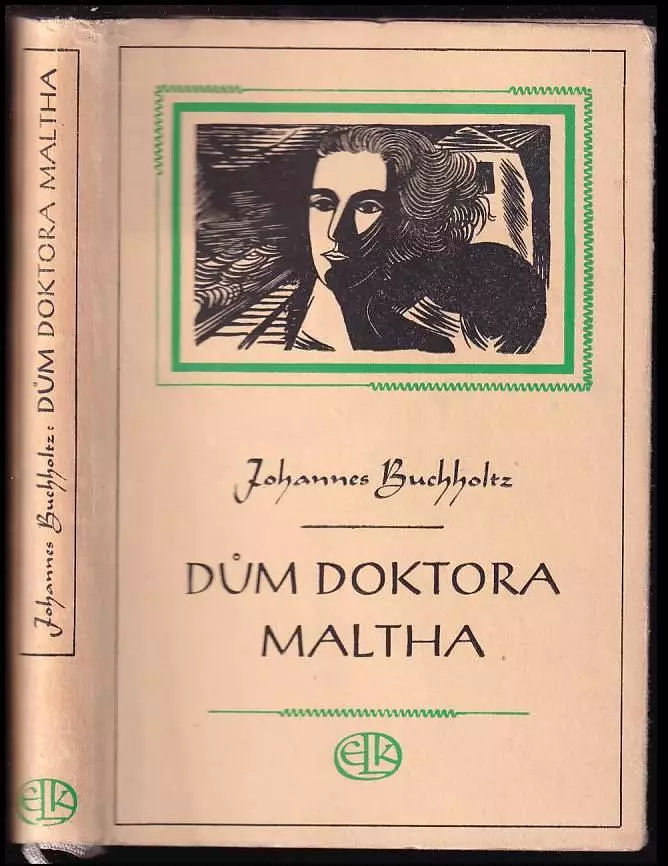 Johannes Buchholtz: DŮM DOKTORA MALTHA
ELK
Johannes Buchholtz
DŮM DOKTORA
MALTHA
ELK